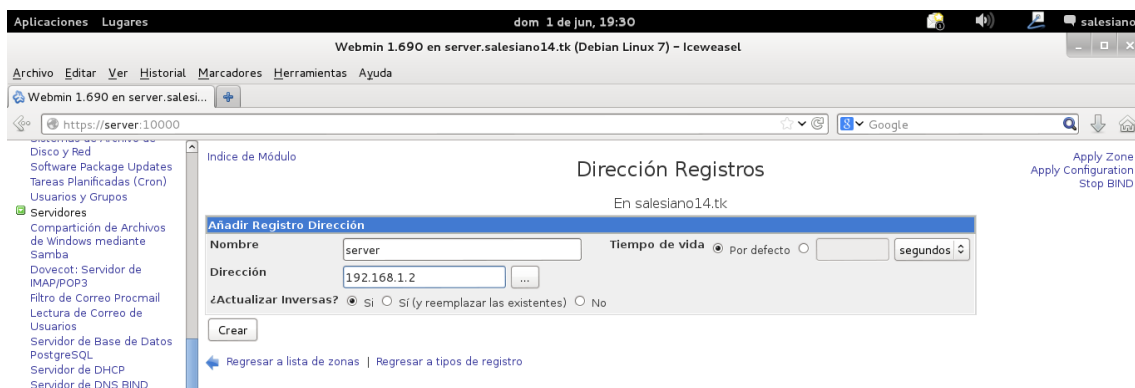 Aplicaciones Lugares dom 1 de jun, 19:30 salesiano
Webmin 1.690 en server.salesiano14.tk (Debian Linux 7) – Iceweasel
Archivo Editar Ver Historial Marcadores Herramientas Ayuda
Webmin 1.690 en server.salesi...
https://server:10000 Google
Sistemas de Archivo de
Disco y Red
Software Package Updates
Tareas Planificadas (Cron)
Usuarios y Grupos
Servidores
Compartición de Archivos
de Windows mediante
Samba
Dovecot: Servidor de
IMAP/POP3
Filtro de Correo Procmail
Lectura de Correo de
Usuarios
Servidor de Base de Datos
PostgreSQL
Servidor de DHCP
Servidor de DNS BIND
Indice de Módulo
Dirección Registros
Apply Zone
Apply Configuration
Stop BIND
En salesiano14.tk
Añadir Registro Dirección
Nombre server Tiempo de vida Por defecto segundos
Dirección 192.168.1.2 ...
¿Actualizar Inversas? Si Sí (y reemplazar las existentes) No
Crear
Regresar a lista de zonas | Regresar a tipos de registro